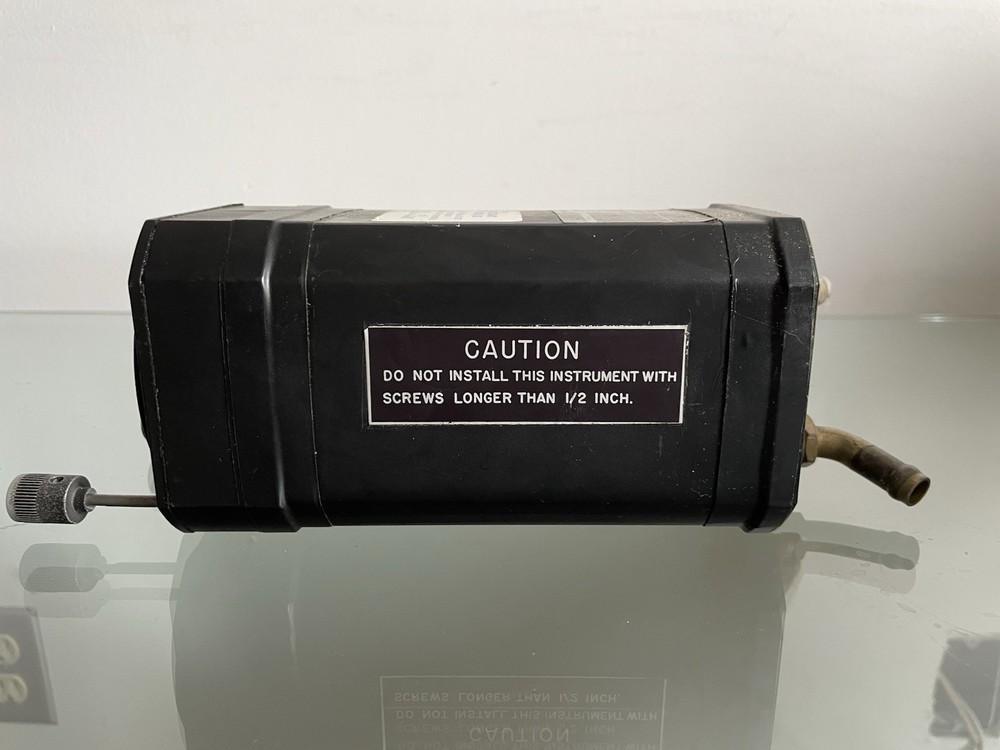 CAUTION
DO NOT INSTALL THIS INSTRUMENT WITH
SCREWS LONGER THAN 1/2 INCH.